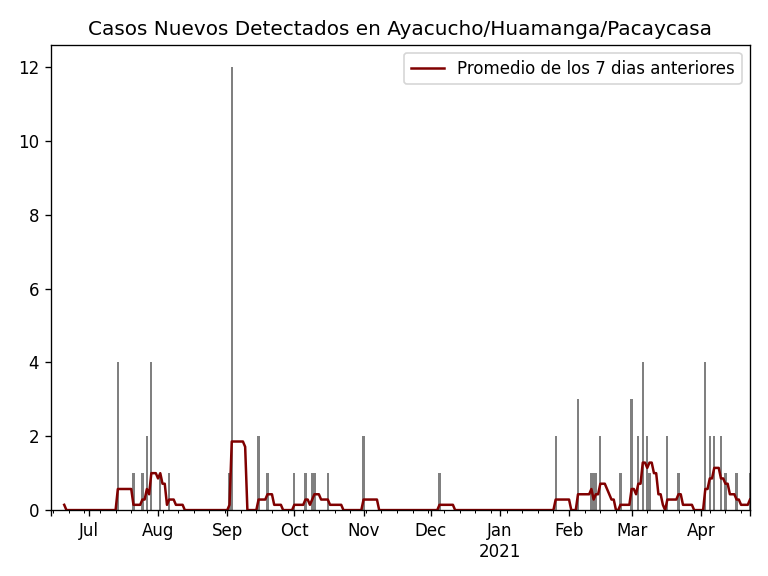 Casos Nuevos Detectados en Ayacucho/Huamanga/Pacaycasa
Promedio de los 7 dias anteriores
12
10
8
6
4
2
0
Jul Aug Sep Oct Nov Dec Jan Feb Mar Apr
2021